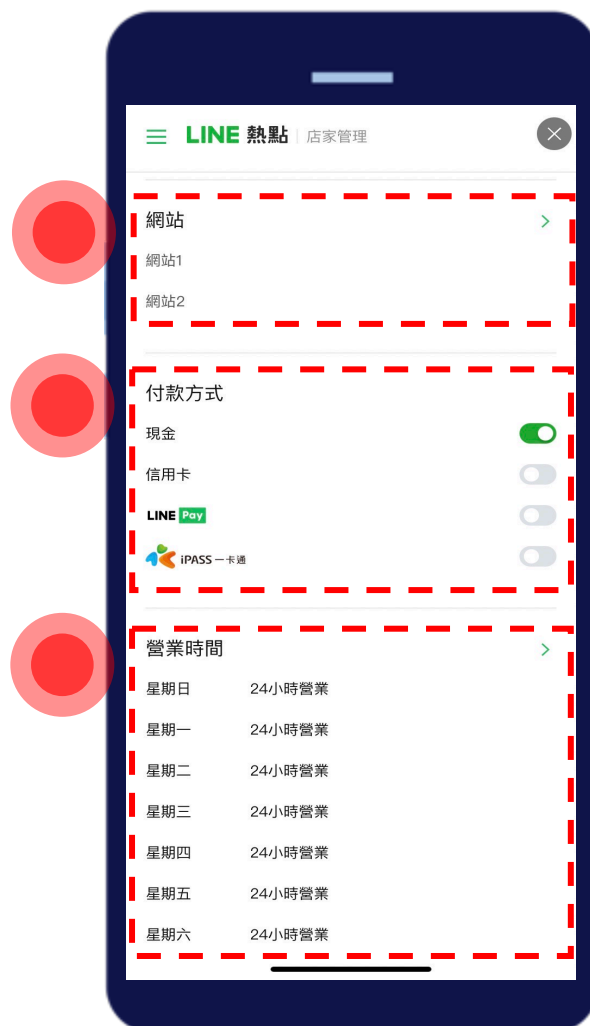 LINE 熱點 店家管理
網站
網站1
網站2
付款方式
現金
信用卡
LINE Pay
iPASS 一卡通
營業時間
星期日 24小時營業
星期一 24小時營業
星期二 24小時營業
星期三 24小時營業
星期四 24小時營業
星期五 24小時營業
星期六 24小時營業